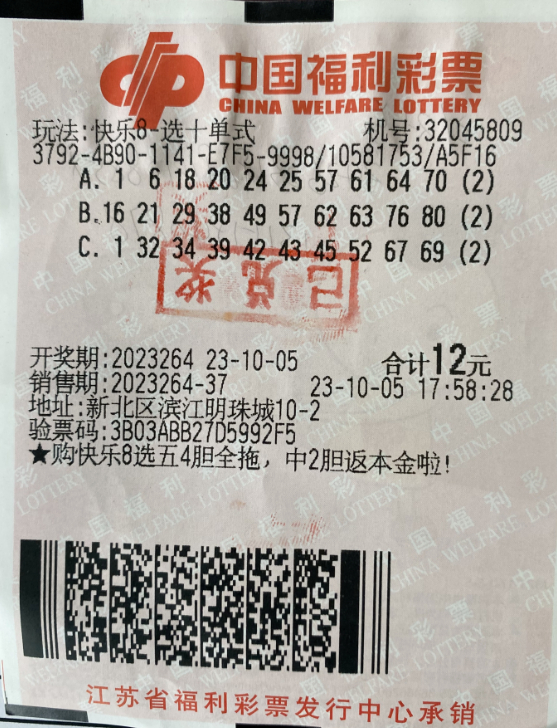 中国福利彩票
CHINA WELFARE LOTTERY
玩法:快乐8-选十单式 机号:32045809
3792-4B90-1141-E7F5-9998/10581753/A5F16
A. 1 6 18 20 24 25 57 61 64 70 (2)
B.16 21 29 38 49 57 62 63 76 80 (2)
C. 1 32 34 39 42 43 45 52 67 69 (2)
已兑奖
开奖期:2023264 23-10-05 合计12元
销售期:2023264-37 23-10-05 17:58:28
地址:新北区滨江明珠城10-2
验票码:3B03ABB27D5992F5
★购快乐8选五4胆全拖，中2胆返本金啦!
江苏省福利彩票发行中心承销